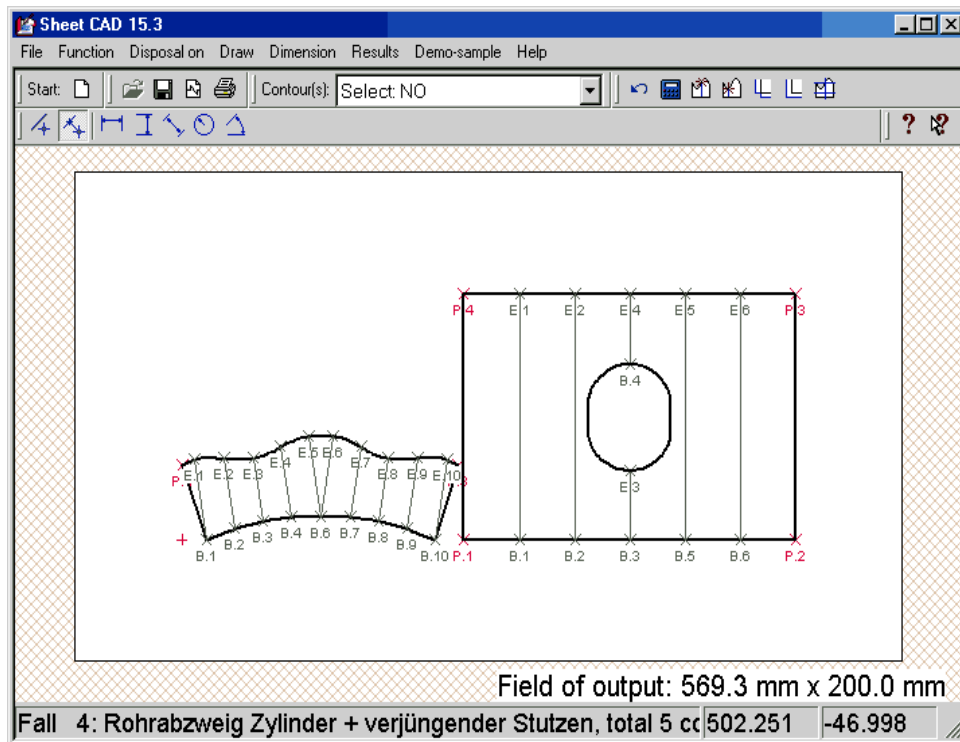 Sheet CAD 15.3
File Function Disposal on Draw Dimension Results Demo-sample Help
Start: Contour(s): Select: NO
P.4 E.1 E.2 E.4 E.5 E.6 P.3
B.4
E.5 E.6
E.4 E.7
P. E.1 E.2 E.3 E.8 E.9 E.10 .3
E.3
B.1 B.2 B.3 B.4 B.6 B.7 B.8 B.9 B.10 P.1 B.1 B.2 B.3 B.5 B.6 P.2
Field of output: 569.3 mm x 200.0 mm
Fall 4: Rohrabzweig Zylinder + verjüngender Stutzen, total 5 cc 502.251 -46.998